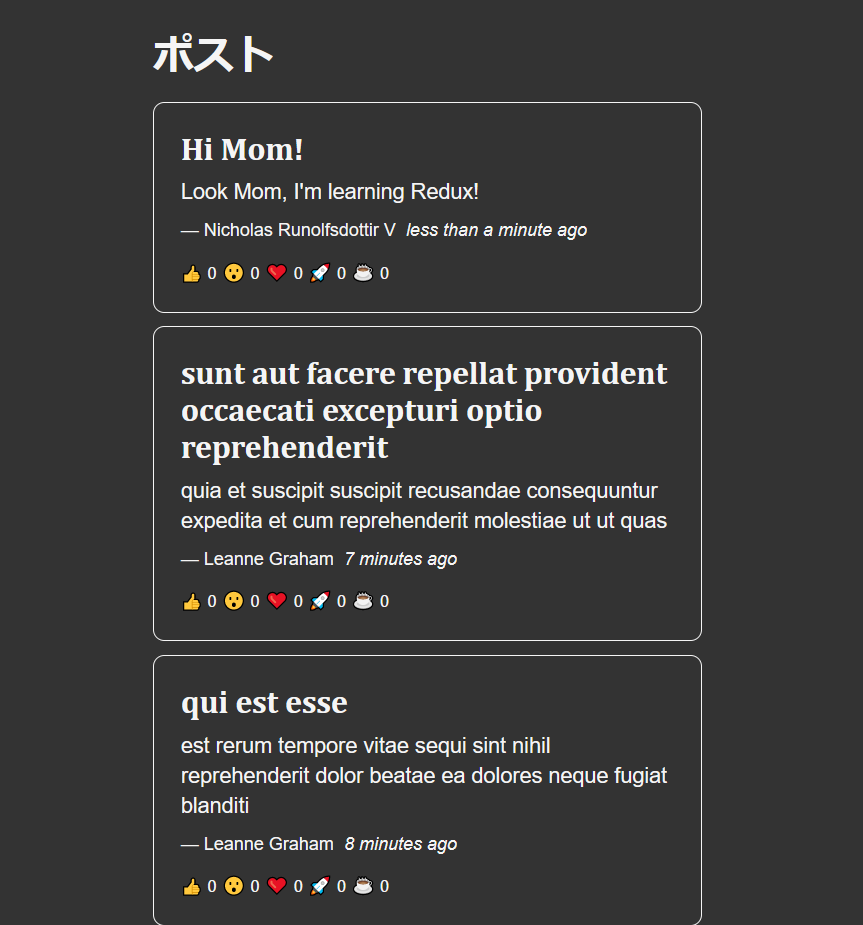 ポスト
Hi Mom!
Look Mom, I'm learning Redux!
— Nicholas Runolfsdottir V less than a minute ago
👍 0 😮 0 ❤️ 0 🚀 0 ☕ 0
sunt aut facere repellat provident
occaecati excepturi optio
reprehenderit
quia et suscipit suscipit recusandae consequuntur
expedita et cum reprehenderit molestiae ut ut quas
— Leanne Graham 7 minutes ago
👍 0 😮 0 ❤️ 0 🚀 0 ☕ 0
qui est esse
est rerum tempore vitae sequi sint nihil
reprehenderit dolor beatae ea dolores neque fugiat
blanditi
— Leanne Graham 8 minutes ago
👍 0 😮 0 ❤️ 0 🚀 0 ☕ 0